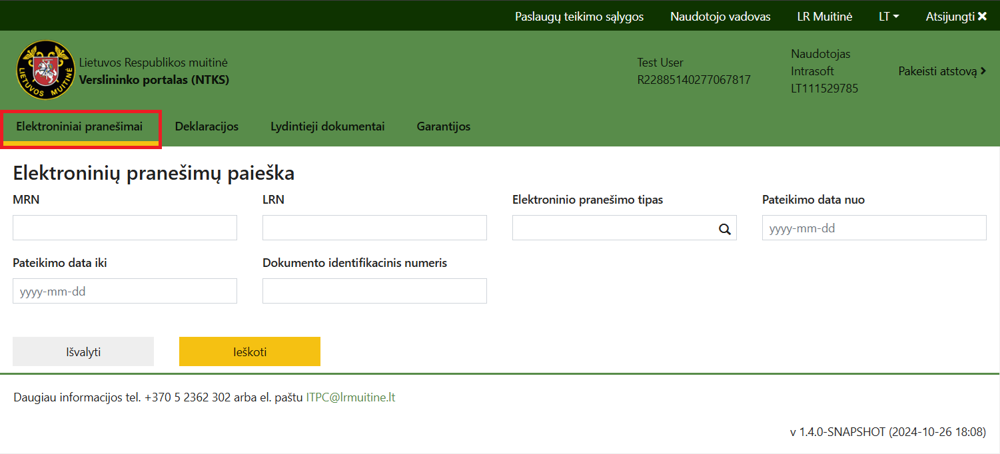 Paslaugų teikimo sąlygos Naudotojo vadovas LR Muitinė LT Atsijungti
LIETUVOS MUITINĖ
Lietuvos Respublikos muitinė
Verslininko portalas (NTKS)
Test User
R22885140277067817
Naudotojas
Intrasoft
LT111529785
Pakeisti atstovą
Elektroniniai pranešimai Deklaracijos Lydintieji dokumentai Garantijos
Elektroninių pranešimų paieška
MRN LRN Elektroninio pranešimo tipas Pateikimo data nuo
yyyy-mm-dd
Pateikimo data iki Dokumento identifikacinis numeris
yyyy-mm-dd
Išvalyti Ieškoti
Daugiau informacijos tel. +370 5 2362 302 arba el. paštu ITPC@lrmuitine.lt
v 1.4.0-SNAPSHOT (2024-10-26 18:08)